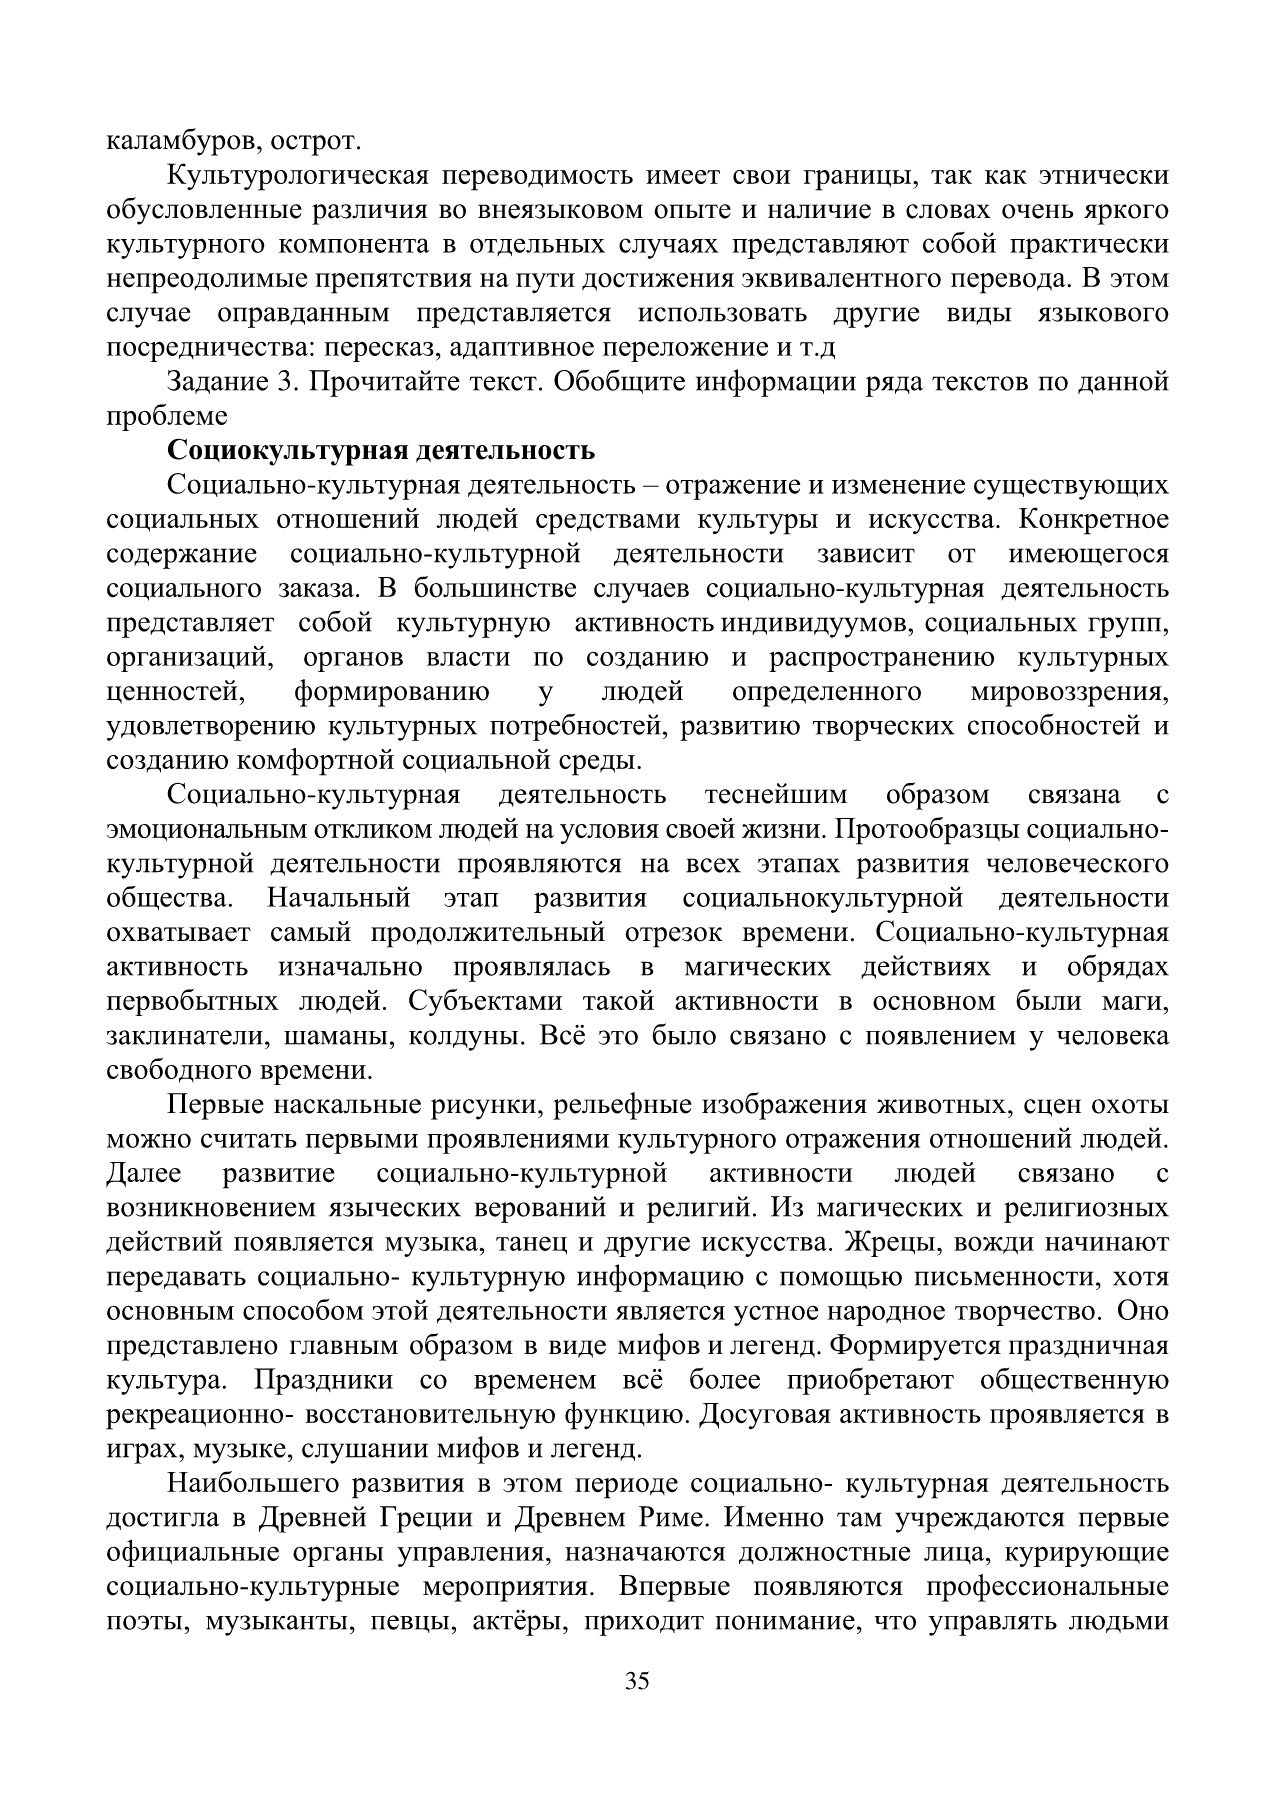 каламбуров, острот.
Культурологическая переводимость имеет свои границы, так как этнически
обусловленные различия во внеязыковом опыте и наличие в словах очень яркого
культурного компонента в отдельных случаях представляют собой практически
непреодолимые препятствия на пути достижения эквивалентного перевода. В этом
случае оправданным представляется использовать другие виды языкового
посредничества: пересказ, адаптивное переложение и т.д
Задание 3. Прочитайте текст. Обобщите информации ряда текстов по данной
проблеме
Социокультурная деятельность
Социально-культурная деятельность – отражение и изменение существующих
социальных отношений людей средствами культуры и искусства. Конкретное
содержание социально-культурной деятельности зависит от имеющегося
социального заказа. В большинстве случаев социально-культурная деятельность
представляет собой культурную активность индивидуумов, социальных групп,
организаций, органов власти по созданию и распространению культурных
ценностей, формированию у людей определенного мировоззрения,
удовлетворению культурных потребностей, развитию творческих способностей и
созданию комфортной социальной среды.
Социально-культурная деятельность теснейшим образом связана с
эмоциональным откликом людей на условия своей жизни. Протообразцы социально-
культурной деятельности проявляются на всех этапах развития человеческого
общества. Начальный этап развития социальнокультурной деятельности
охватывает самый продолжительный отрезок времени. Социально-культурная
активность изначально проявлялась в магических действиях и обрядах
первобытных людей. Субъектами такой активности в основном были маги,
заклинатели, шаманы, колдуны. Всё это было связано с появлением у человека
свободного времени.
Первые наскальные рисунки, рельефные изображения животных, сцен охоты
можно считать первыми проявлениями культурного отражения отношений людей.
Далее развитие социально-культурной активности людей связано с
возникновением языческих верований и религий. Из магических и религиозных
действий появляется музыка, танец и другие искусства. Жрецы, вожди начинают
передавать социально- культурную информацию с помощью письменности, хотя
основным способом этой деятельности является устное народное творчество. Оно
представлено главным образом в виде мифов и легенд. Формируется праздничная
культура. Праздники со временем всё более приобретают общественную
рекреационно- восстановительную функцию. Досуговая активность проявляется в
играх, музыке, слушании мифов и легенд.
Наибольшего развития в этом периоде социально- культурная деятельность
достигла в Древней Греции и Древнем Риме. Именно там учреждаются первые
официальные органы управления, назначаются должностные лица, курирующие
социально-культурные мероприятия. Впервые появляются профессиональные
поэты, музыканты, певцы, актёры, приходит понимание, что управлять людьми
35